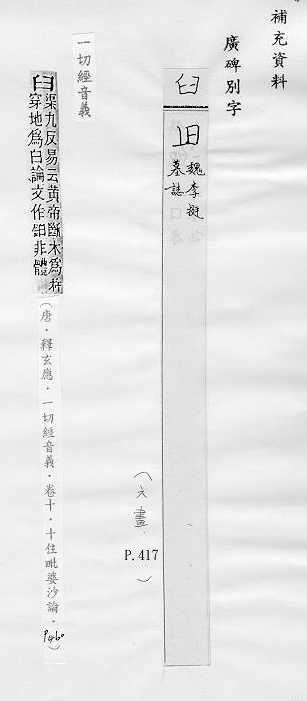 補充資料
廣碑別字
臼
𦥑 魏李挺墓誌
(六畫.
P.417)
一切經音義
臼 渠九反易云黃帝斷木爲杵
穿地爲臼論文作𦥑非體
(唐.釋玄應.一切經音義.卷十.十住毗婆沙論.
P460)